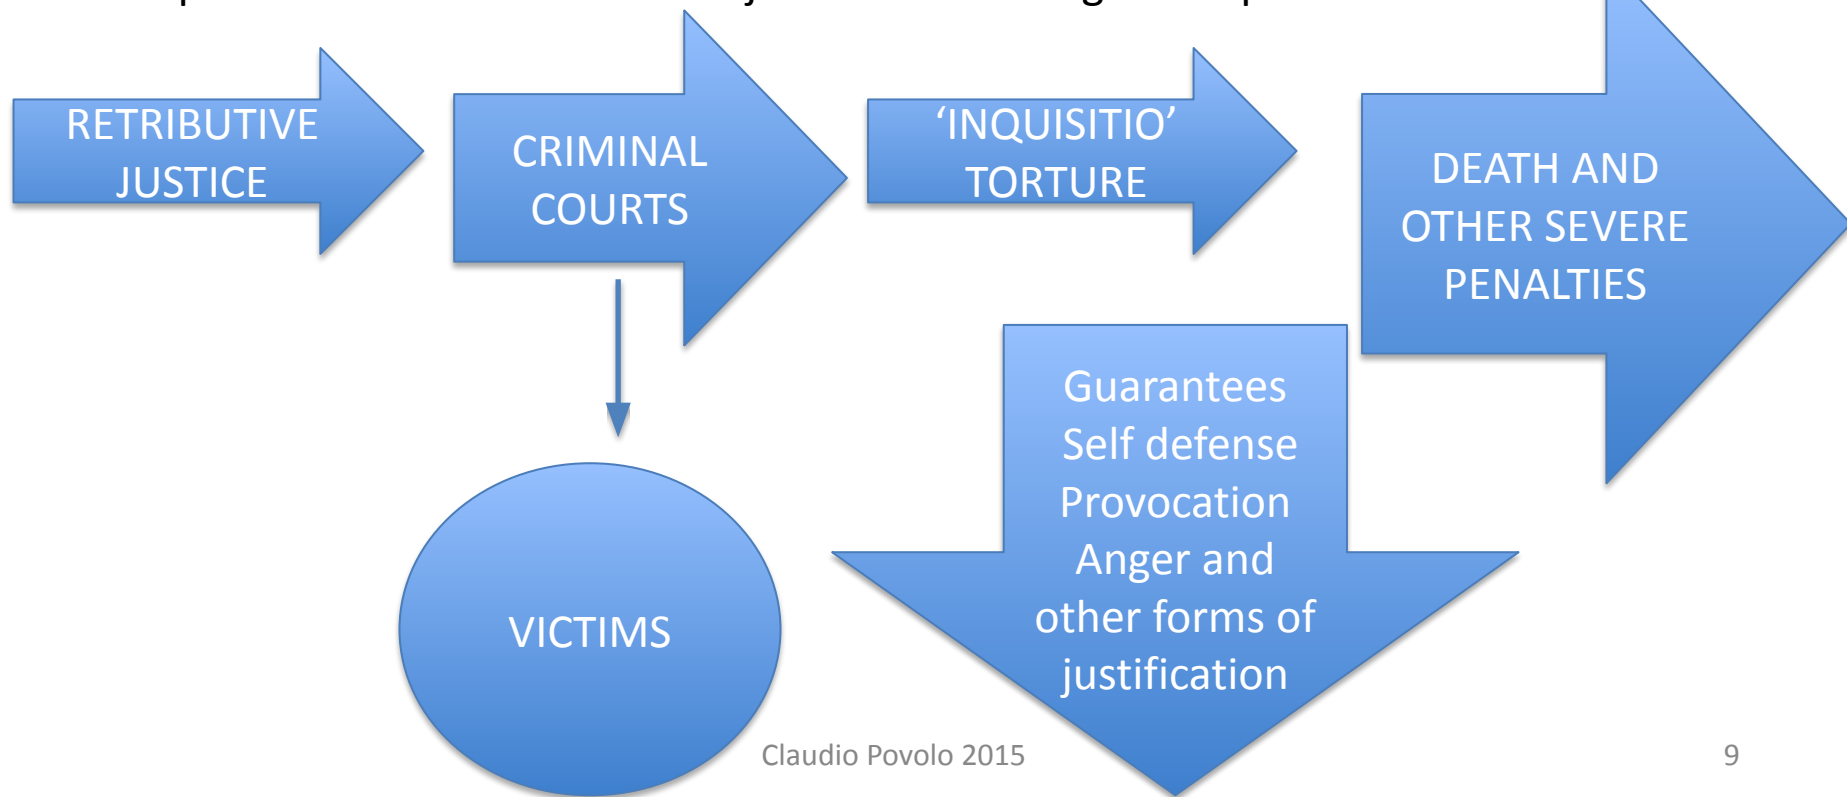 RETRIBUTIVE
JUSTICE
CRIMINAL
COURTS
‘INQUISITIO’
TORTURE
DEATH AND
OTHER SEVERE
PENALTIES
VICTIMS
Guarantees
Self defense
Provocation
Anger and
other forms of
justification
Claudio Povolo 2015
9